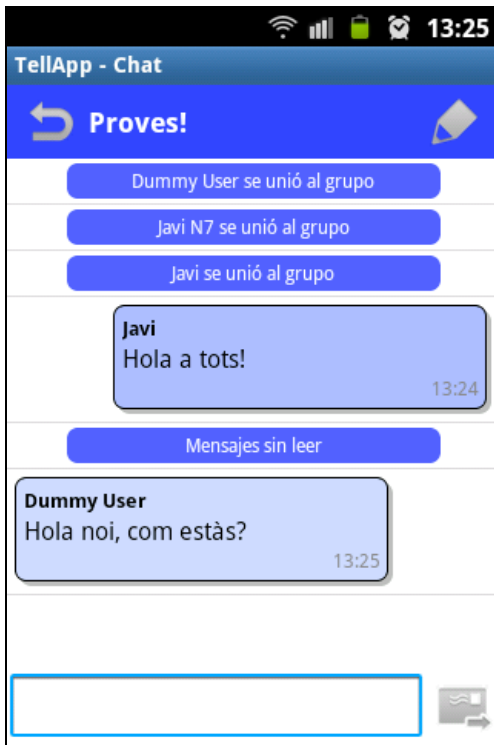 13:25
TellApp - Chat
Proves!
Dummy User se unió al grupo
Javi N7 se unió al grupo
Javi se unió al grupo
Javi
Hola a tots!
13:24
Mensajes sin leer
Dummy User
Hola noi, com estàs?
13:25